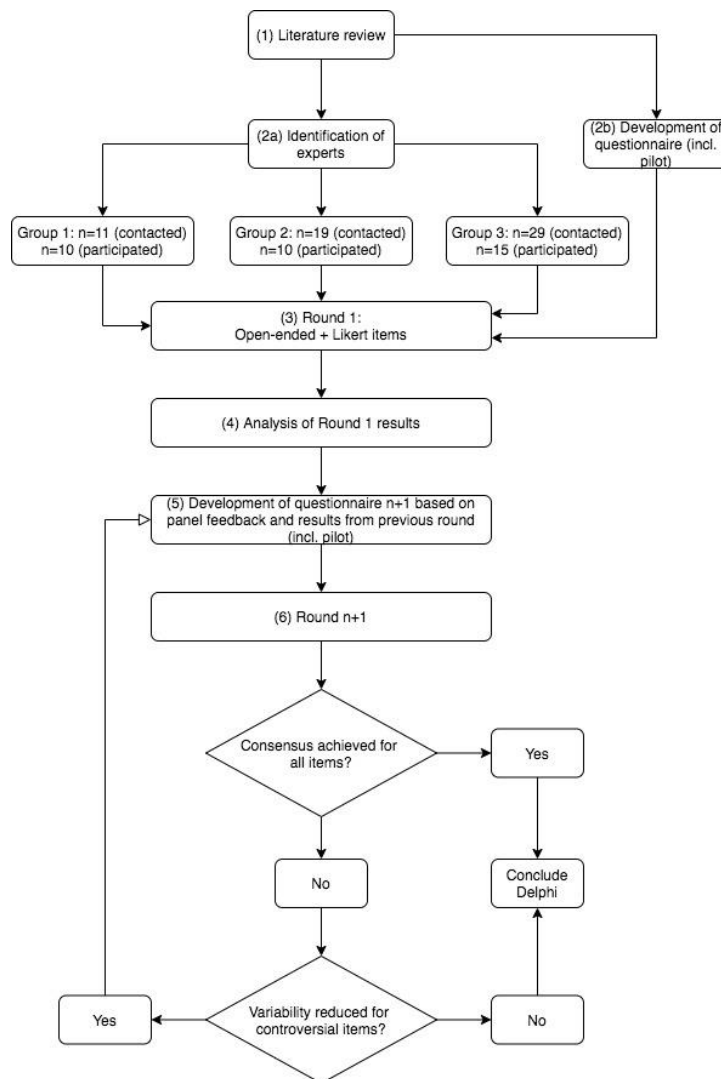 (1) Literature review
(2a) Identification of
experts
(2b) Development of
questionnaire (incl.
pilot)
Group 1: n=11 (contacted)
n=10 (participated)
Group 2: n=19 (contacted)
n=10 (participated)
Group 3: n=29 (contacted)
n=15 (participated)
(3) Round 1:
Open-ended + Likert items
(4) Analysis of Round 1 results
(5) Development of questionnaire n+1 based on
panel feedback and results from previous round
(incl. pilot)
(6) Round n+1
Consensus achieved for
all items?
Yes
No
Conclude
Delphi
Variability reduced for
controversial items?
Yes
No